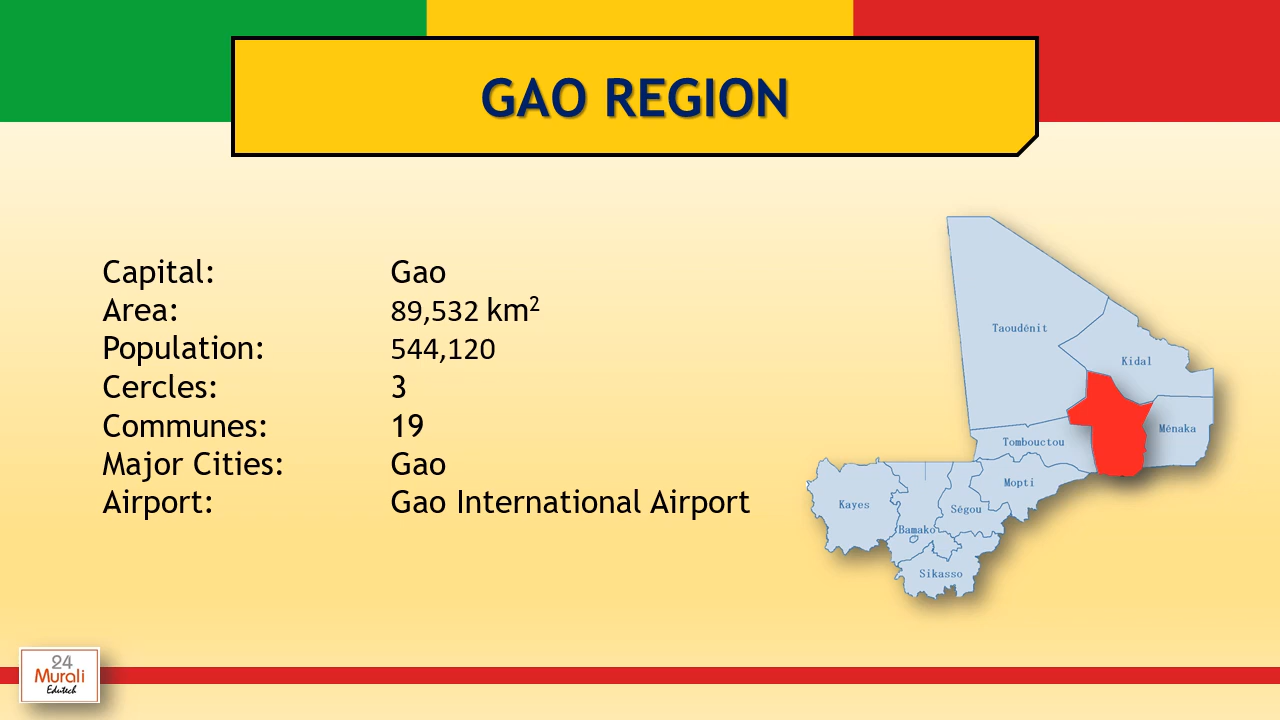 GAO REGION
Capital: Gao
Area: 89,532 km²
Population: 544,120
Cercles: 3
Communes: 19
Major Cities: Gao
Airport: Gao International Airport
Taoudénit
Kidal
Ménaka
Tombouctou
Mopti
Kayes
Ségou
Bamako
Sikasso
24
Murali
Edutech